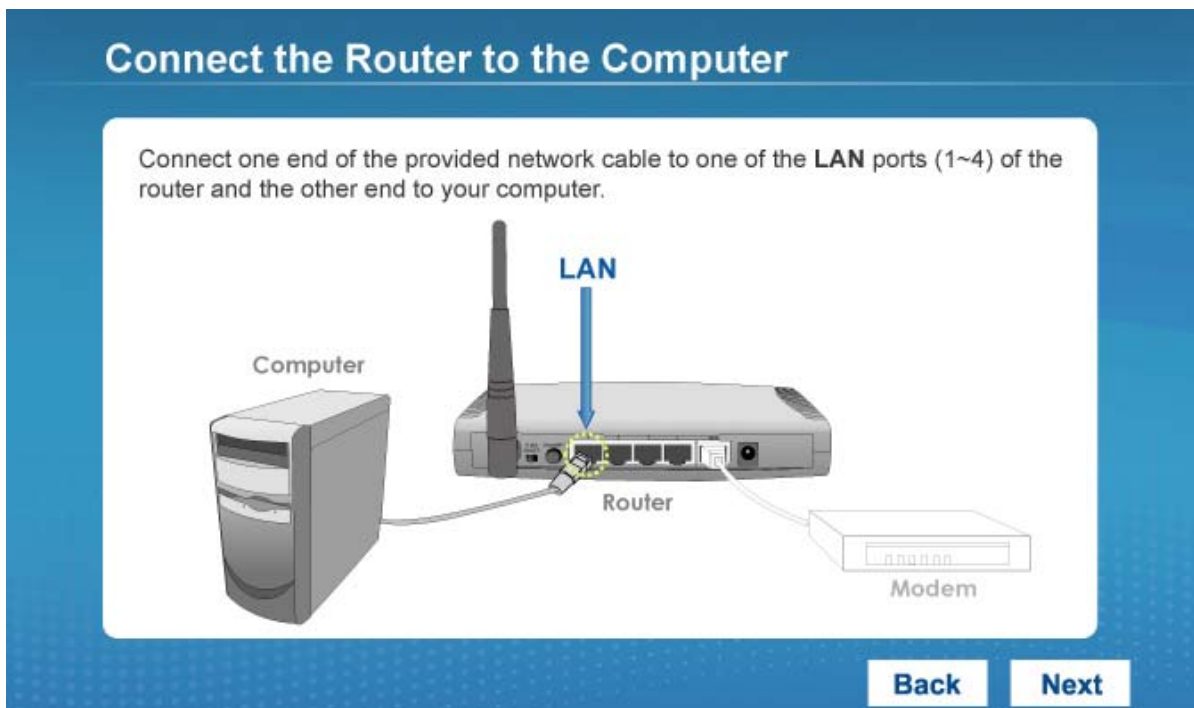 Connect the Router to the Computer
Connect one end of the provided network cable to one of the LAN ports (1~4) of the
router and the other end to your computer.
LAN
Computer
Router
Modem
Back
Next